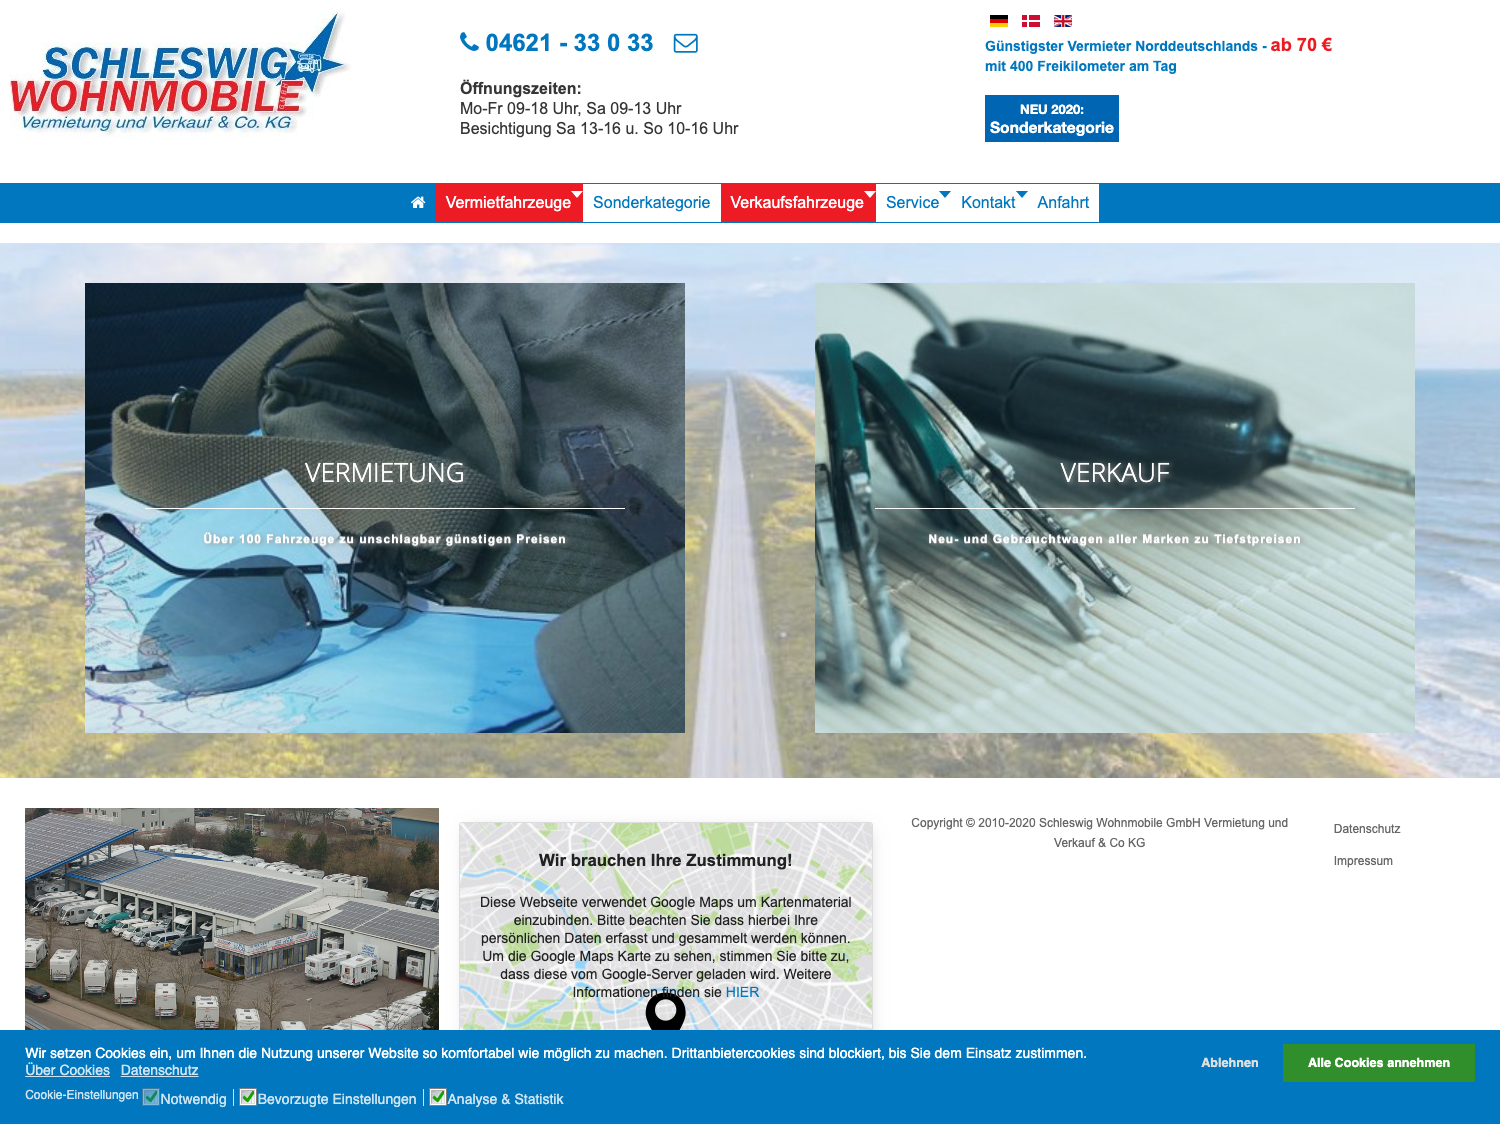 SCHLESWIG
WOHNMOBILE
Vermietung und Verkauf & Co. KG
04621 - 33 0 33
Öffnungszeiten:
Mo-Fr 09-18 Uhr, Sa 09-13 Uhr
Besichtigung Sa 13-16 u. So 10-16 Uhr
Günstigster Vermieter Norddeutschlands - ab 70 €
mit 400 Freikilometer am Tag
NEU 2020:
Sonderkategorie
Vermietfahrzeuge Sonderkategorie Verkaufsfahrzeuge Service Kontakt Anfahrt
VERMIETUNG
Über 100 Fahrzeuge zu unschlagbar günstigen Preisen
VERKAUF
Neu- und Gebrauchtwagen aller Marken zu Tiefstpreisen
Wir brauchen Ihre Zustimmung!
Diese Webseite verwendet Google Maps um Kartenmaterial
einzubinden. Bitte beachten Sie dass hierbei Ihre
persönlichen Daten erfasst und gesammelt werden können.
Um die Google Maps Karte zu sehen, stimmen Sie bitte zu,
dass diese vom Google-Server geladen wird. Weitere
Informationen finden sie HIER
Copyright © 2010-2020 Schleswig Wohnmobile GmbH Vermietung und
Verkauf & Co KG
Datenschutz
Impressum
Wir setzen Cookies ein, um Ihnen die Nutzung unserer Website so komfortabel wie möglich zu machen. Drittanbietercookies sind blockiert, bis Sie dem Einsatz zustimmen.
Über Cookies Datenschutz
Cookie-Einstellungen Notwendig Bevorzugte Einstellungen Analyse & Statistik
Ablehnen
Alle Cookies annehmen